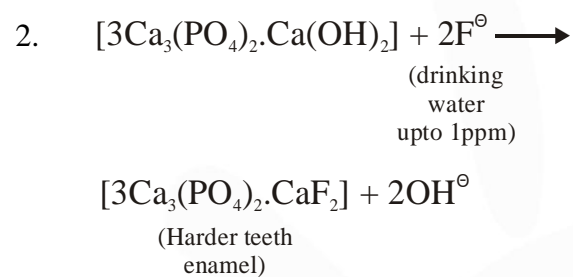 2. [3Ca₃(PO₄)₂.Ca(OH)₂] + 2F^⊖ ⟶
(drinking
water
upto 1ppm)
[3Ca₃(PO₄)₂.CaF₂] + 2OH^⊖
(Harder teeth
enamel)